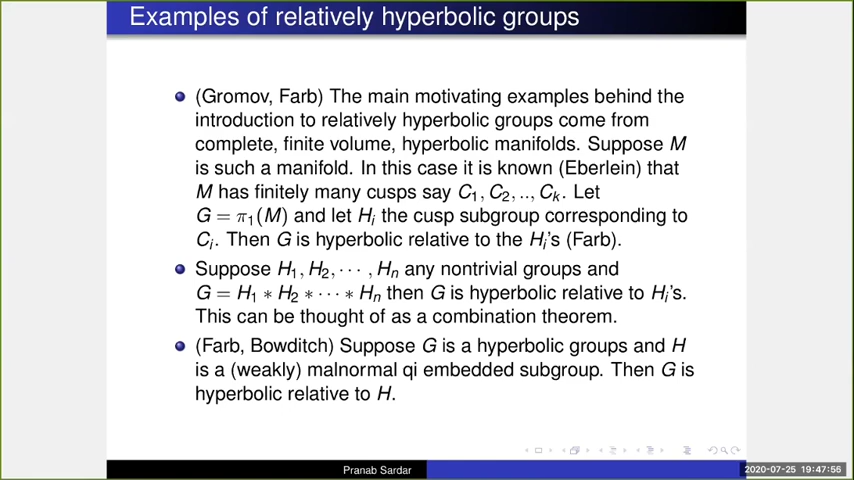 Examples of relatively hyperbolic groups
(Gromov, Farb) The main motivating examples behind the
introduction to relatively hyperbolic groups come from
complete, finite volume, hyperbolic manifolds. Suppose M
is such a manifold. In this case it is known (Eberlein) that
M has finitely many cusps say C₁, C₂, .., Cₖ. Let
G = π₁(M) and let Hᵢ the cusp subgroup corresponding to
Cᵢ. Then G is hyperbolic relative to the Hᵢ's (Farb).
Suppose H₁, H₂, ⋯ , Hₙ any nontrivial groups and
G = H₁ ∗ H₂ ∗ ⋯ ∗ Hₙ then G is hyperbolic relative to Hᵢ's.
This can be thought of as a combination theorem.
(Farb, Bowditch) Suppose G is a hyperbolic groups and H
is a (weakly) malnormal qi embedded subgroup. Then G is
hyperbolic relative to H.
Pranab Sardar
2020-07-25 19:47:56